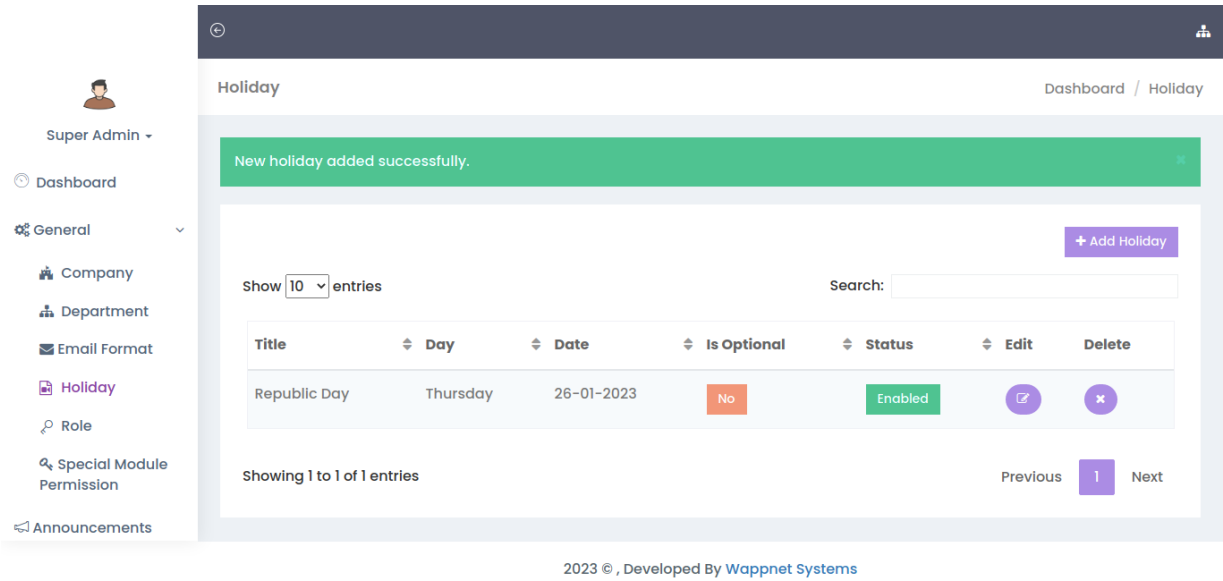 Holiday
Dashboard / Holiday
Super Admin
New holiday added successfully.
×
Dashboard
General
+ Add Holiday
Company
Show 10 entries
Search:
Department
Title Day Date Is Optional Status Edit Delete
Email Format
Holiday
Republic Day Thursday 26-01-2023 No Enabled
Role
Special Module
Permission
Showing 1 to 1 of 1 entries
Previous 1 Next
Announcements
2023 © , Developed By Wappnet Systems